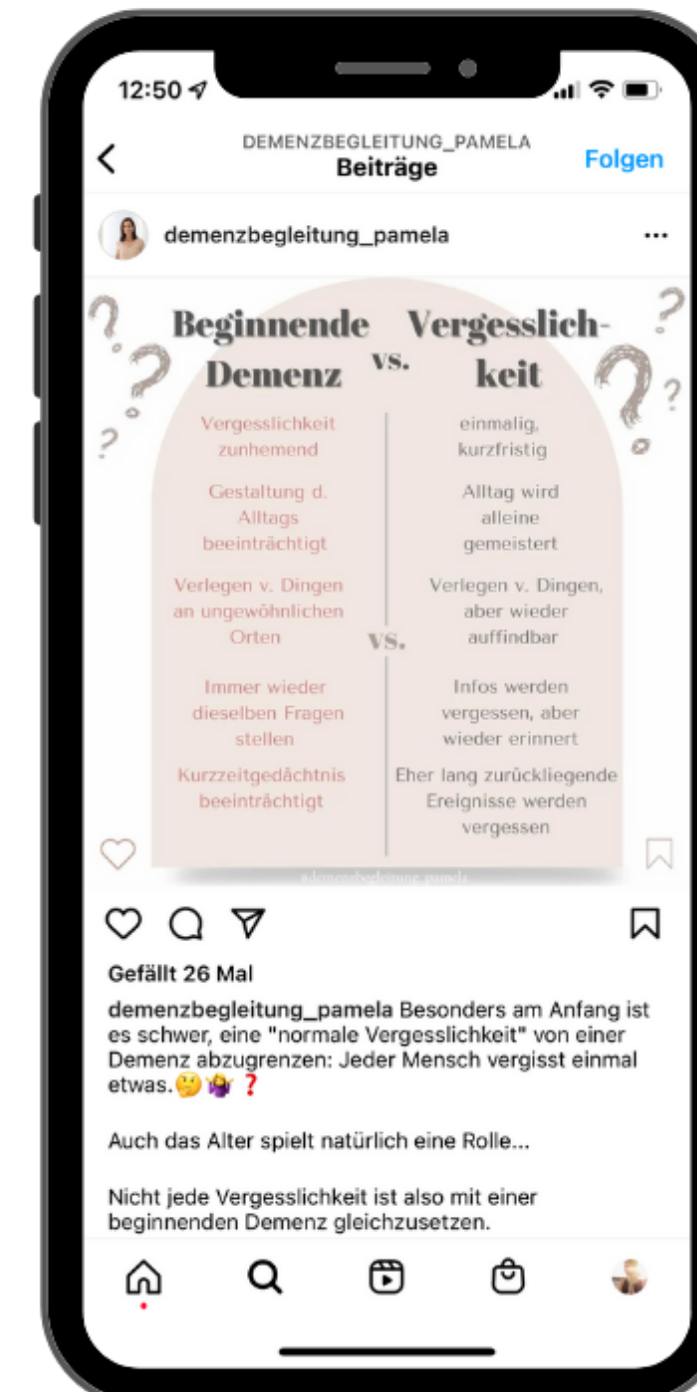 12:50
DEMENZBEGLEITUNG_PAMELA
Beiträge
Folgen
demenzbegleitung_pamela
Beginnende
Demenz
vs.
Vergesslich-
keit
Vergesslichkeit
zunhemend
einmalig,
kurzfristig
Gestaltung d.
Alltags
beeinträchtigt
Alltag wird
alleine
gemeistert
Verlegen v. Dingen
an ungewöhnlichen
Orten
vs.
Verlegen v. Dingen,
aber wieder
auffindbar
Immer wieder
dieselben Fragen
stellen
Infos werden
vergessen, aber
wieder erinnert
Kurzzeitgedächtnis
beeinträchtigt
Eher lang zurückliegende
Ereignisse werden
vergessen
@demenzbegleitung_pamela
Gefällt 26 Mal
demenzbegleitung_pamela Besonders am Anfang ist
es schwer, eine "normale Vergesslichkeit" von einer
Demenz abzugrenzen: Jeder Mensch vergisst einmal
etwas.🤔🤷‍♀️❓
Auch das Alter spielt natürlich eine Rolle...
Nicht jede Vergesslichkeit ist also mit einer
beginnenden Demenz gleichzusetzen.